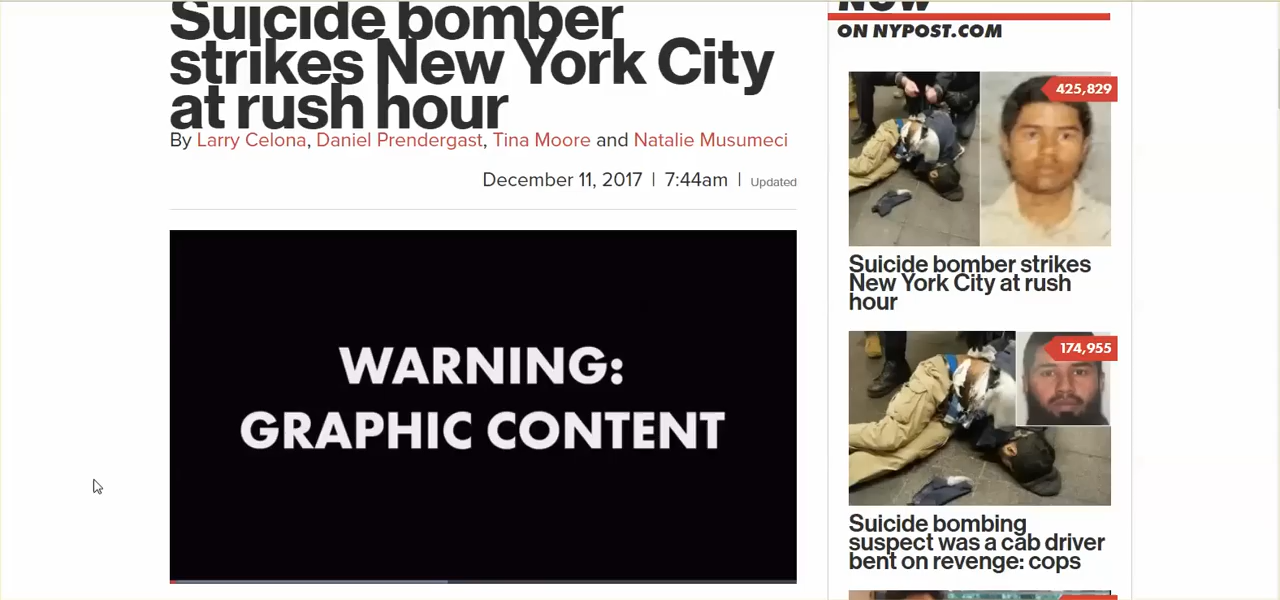 Suicide bomber
strikes New York City
at rush hour
By Larry Celona, Daniel Prendergast, Tina Moore and Natalie Musumeci
December 11, 2017 | 7:44am | Updated
WARNING:
GRAPHIC CONTENT
NOW
ON NYPOST.COM
425,829
Suicide bomber strikes
New York City at rush
hour
174,955
Suicide bombing
suspect was a cab driver
bent on revenge: cops